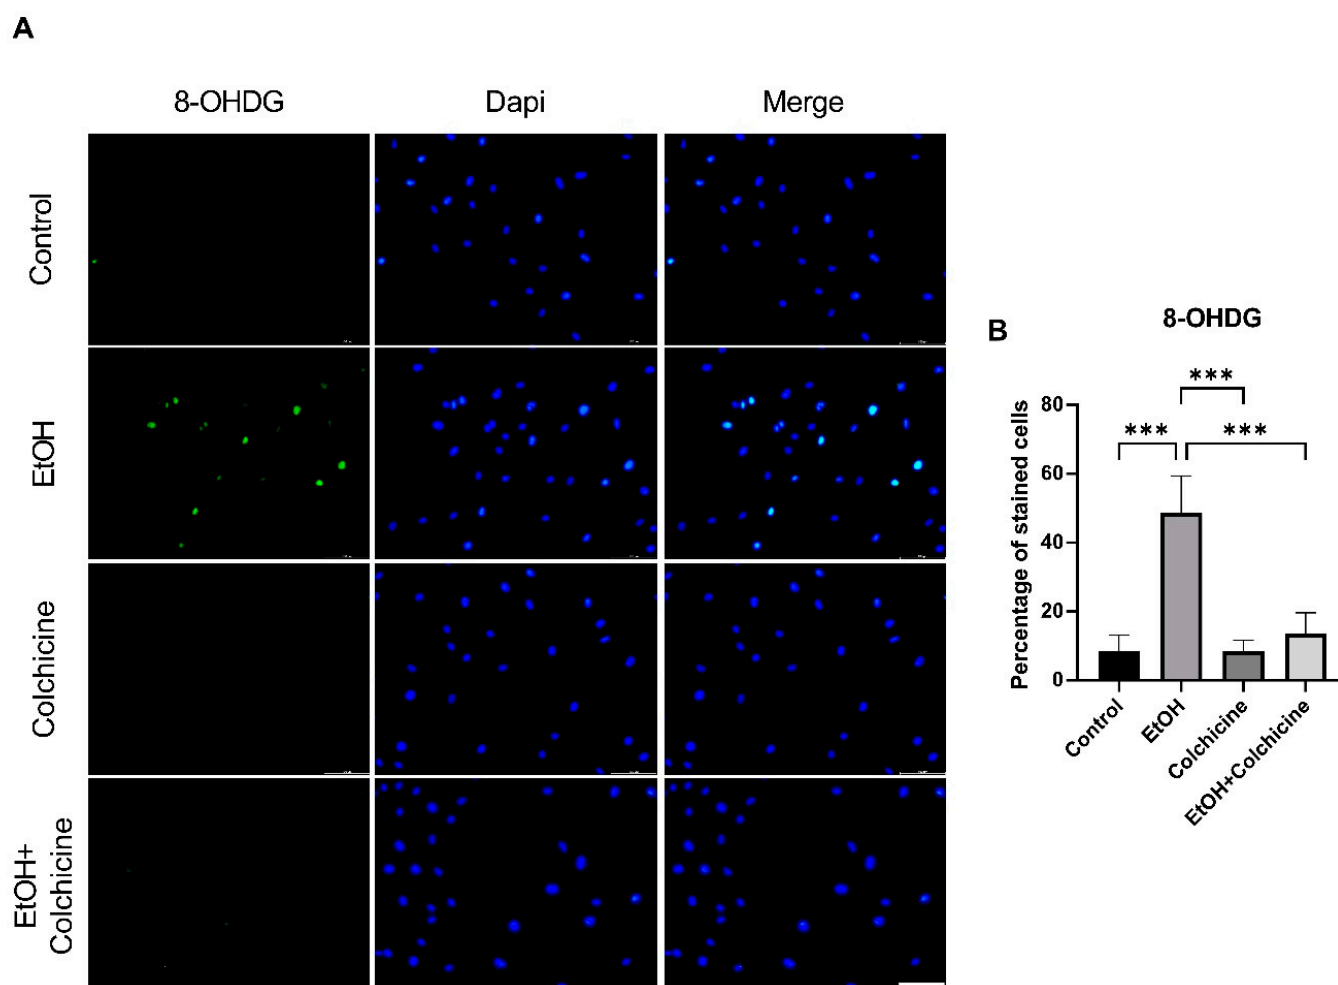 A
8-OHDG
Dapi
Merge
Control
EtOH
Colchicine
EtOH+
Colchicine
B
8-OHDG
***
***
***
Percentage of stained cells
80
60
40
20
0
Control
EtOH
Colchicine
EtOH+Colchicine